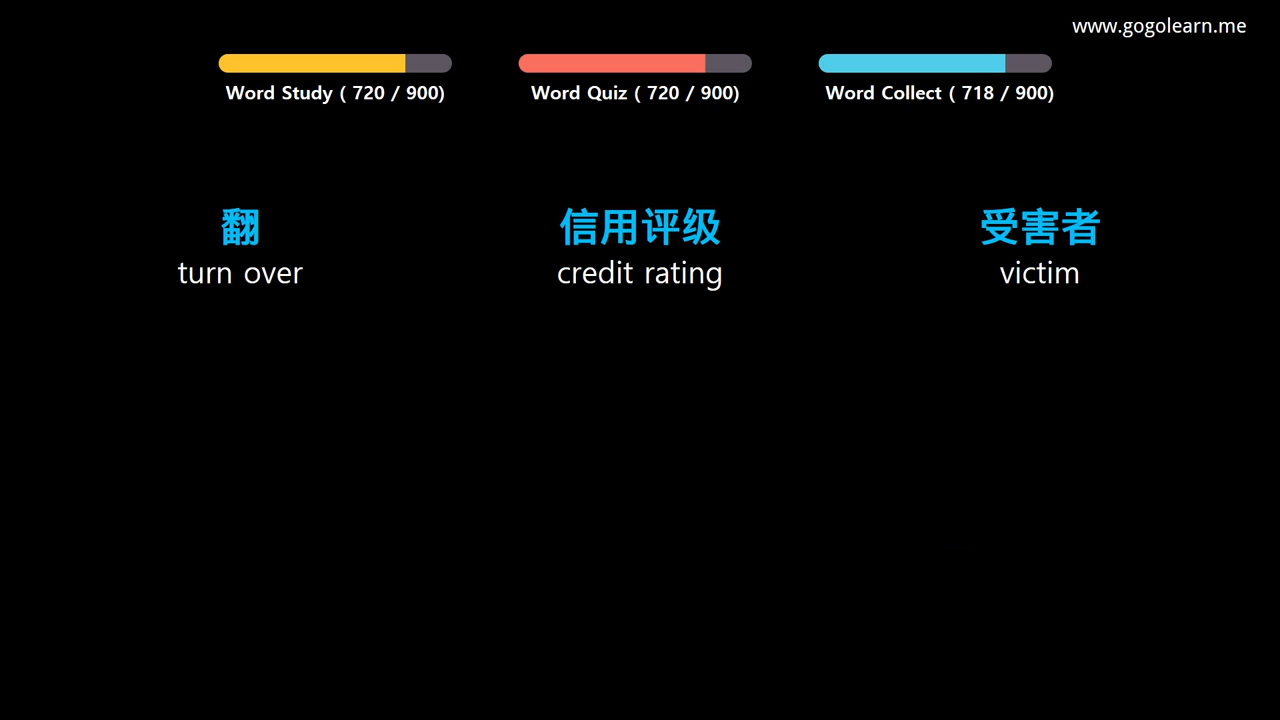 www.gogolearn.me
Word Study ( 720 / 900)
Word Quiz ( 720 / 900)
Word Collect ( 718 / 900)
翻
turn over
信用评级
credit rating
受害者
victim